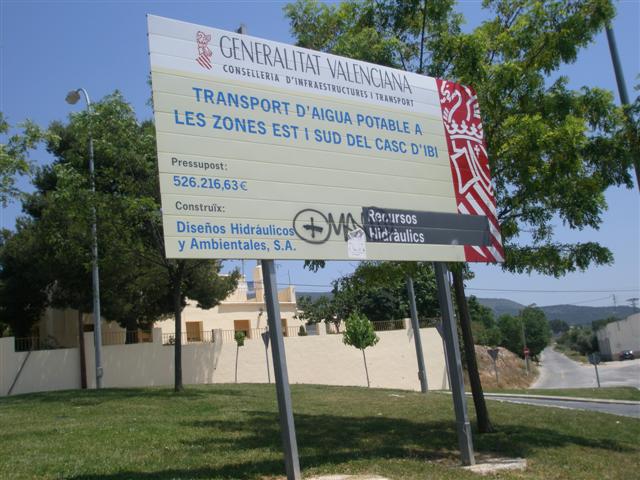 GENERALITAT VALENCIANA
CONSELLERIA D'INFRAESTRUCTURES I TRANSPORT
TRANSPORT D'AIGUA POTABLE A
LES ZONES EST I SUD DEL CASC D'IBI
Pressupost:
526.216,63€
Construïx:
Diseños Hidráulicos
y Ambientales, S.A.
Recursos
Hidràulics